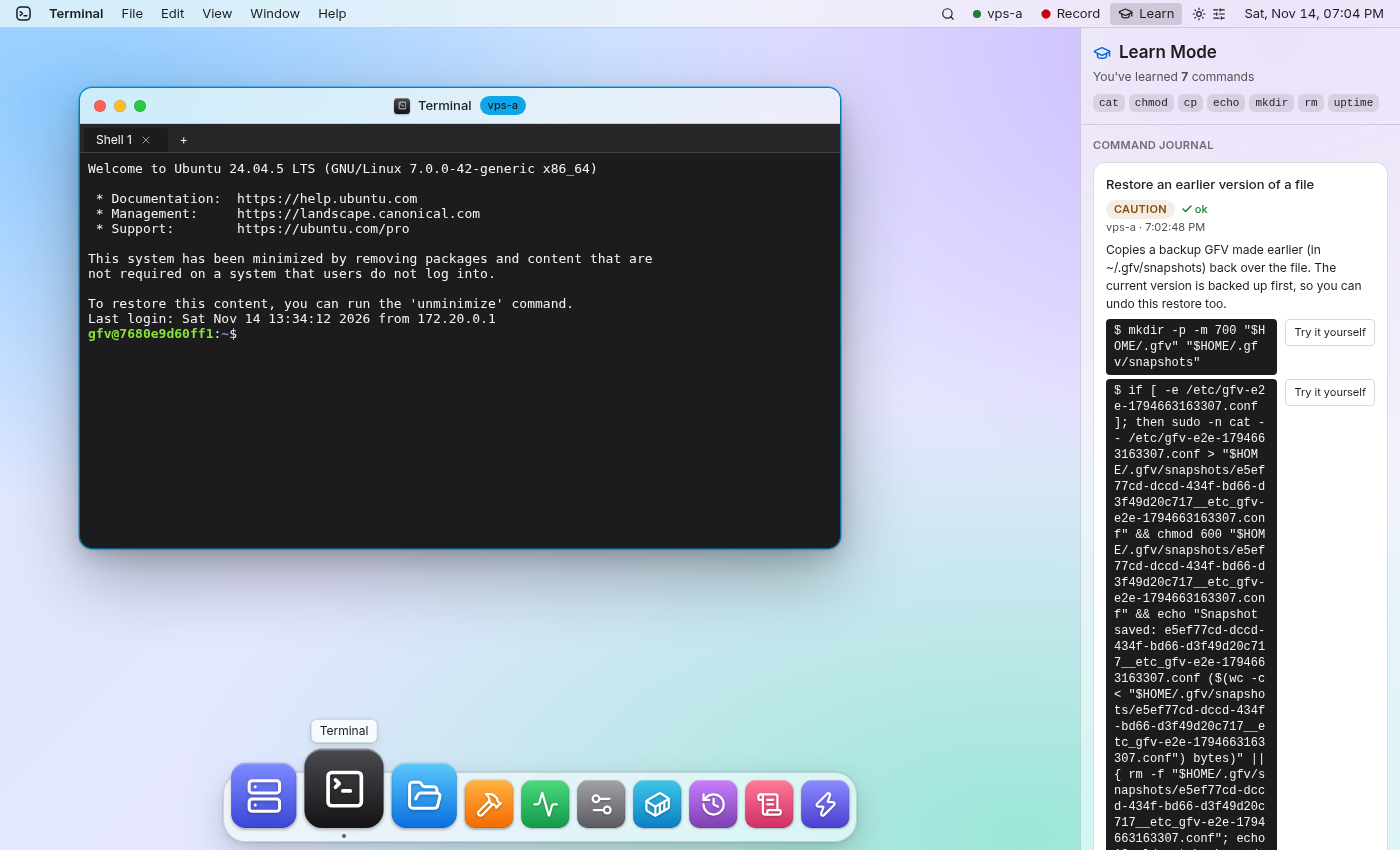 Terminal File Edit View Window Help
vps-a Record Learn Sat, Nov 14, 07:04 PM
Terminal vps-a
Shell 1
+
Welcome to Ubuntu 24.04.5 LTS (GNU/Linux 7.0.0-42-generic x86_64)
* Documentation: https://help.ubuntu.com
* Management: https://landscape.canonical.com
* Support: https://ubuntu.com/pro
This system has been minimized by removing packages and content that are
not required on a system that users do not log into.
To restore this content, you can run the 'unminimize' command.
Last login: Sat Nov 14 13:34:12 2026 from 172.20.0.1
gfv@7680e9d60ff1:~$
Terminal
Learn Mode
You've learned 7 commands
cat chmod cp echo mkdir rm uptime
COMMAND JOURNAL
Restore an earlier version of a file
CAUTION ok
vps-a · 7:02:48 PM
Copies a backup GFV made earlier (in
~/.gfv/snapshots) back over the file. The
current version is backed up first, so you can
undo this restore too.
$ mkdir -p -m 700 "$H
OME/.gfv" "$HOME/.gf
v/snapshots"
Try it yourself
$ if [ -e /etc/gfv-e2
e-1794663163307.conf
]; then sudo -n cat -
- /etc/gfv-e2e-179466
3163307.conf > "$HOM
E/.gfv/snapshots/e5ef
77cd-dccd-434f-bd66-d
3f49d20c717__etc_gfv-
e2e-1794663163307.con
f" && chmod 600 "$HOM
E/.gfv/snapshots/e5ef
77cd-dccd-434f-bd66-d
3f49d20c717__etc_gfv-
e2e-1794663163307.con
f" && echo "Snapshot
saved: e5ef77cd-dccd-
434f-bd66-d3f49d20c71
7__etc_gfv-e2e-179466
3163307.conf ($(wc -c
< "$HOME/.gfv/snapsho
ts/e5ef77cd-dccd-434f
-bd66-d3f49d20c717__e
tc_gfv-e2e-1794663163
307.conf") bytes)" ||
{ rm -f "$HOME/.gfv/s
napshots/e5ef77cd-dcc
d-434f-bd66-d3f49d20c
717__etc_gfv-e2e-1794
663163307.conf"; echo
Try it yourself